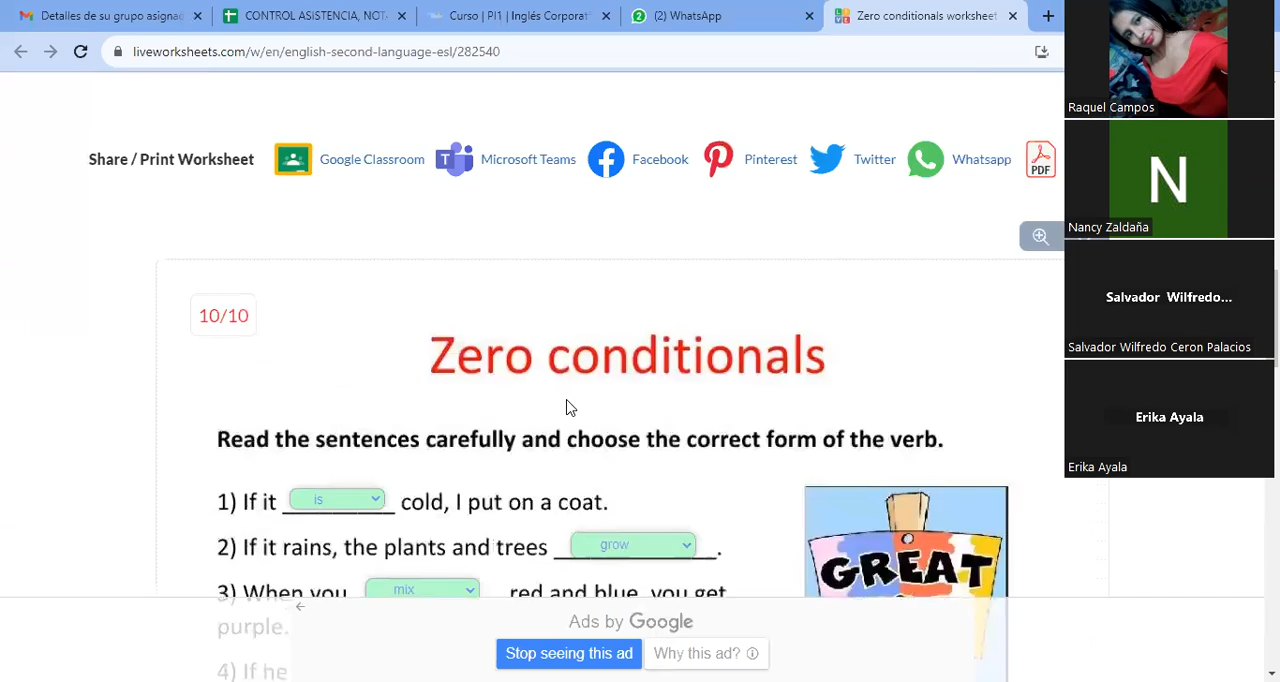 Detalles de su grupo asignad
CONTROL ASISTENCIA, NOT
Curso | PIT | Inglés Corporat
(2) WhatsApp
Zero conditionals worksheet
liveworksheets.com/w/en/english-second-language-esl/282540
Share / Print Worksheet
Google Classroom
Microsoft Teams
Facebook
Pinterest
Twitter
Whatsapp
PDF
Raquel Campos
N
Nancy Zaldaña
Salvador Wilfredo...
Salvador Wilfredo Ceron Palacios
Erika Ayala
Erika Ayala
10/10
Zero conditionals
Read the sentences carefully and choose the correct form of the verb.
1) If it is cold, I put on a coat.
2) If it rains, the plants and trees grow.
3) When you mix red and blue, you get
purple.
4) If he
GREAT
Ads by Google
Stop seeing this ad
Why this ad?